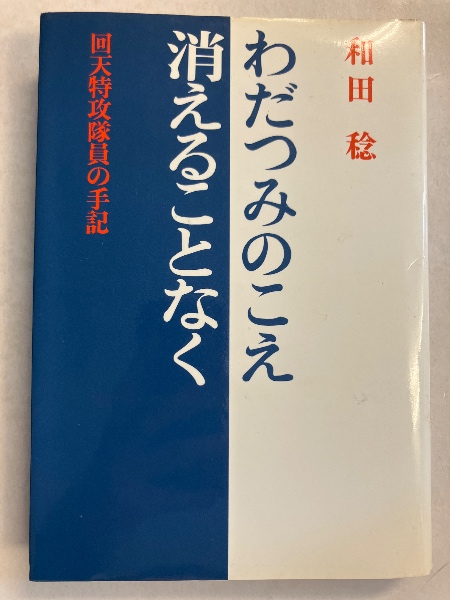 和田 稔
わだつみのこえ
消えることなく
回天特攻隊員の手記